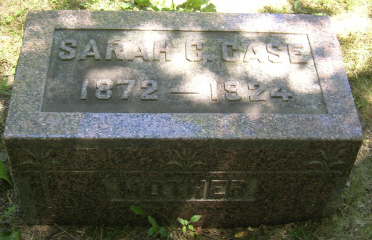 SARAH C. CASE
1872 — 1924
MOTHER